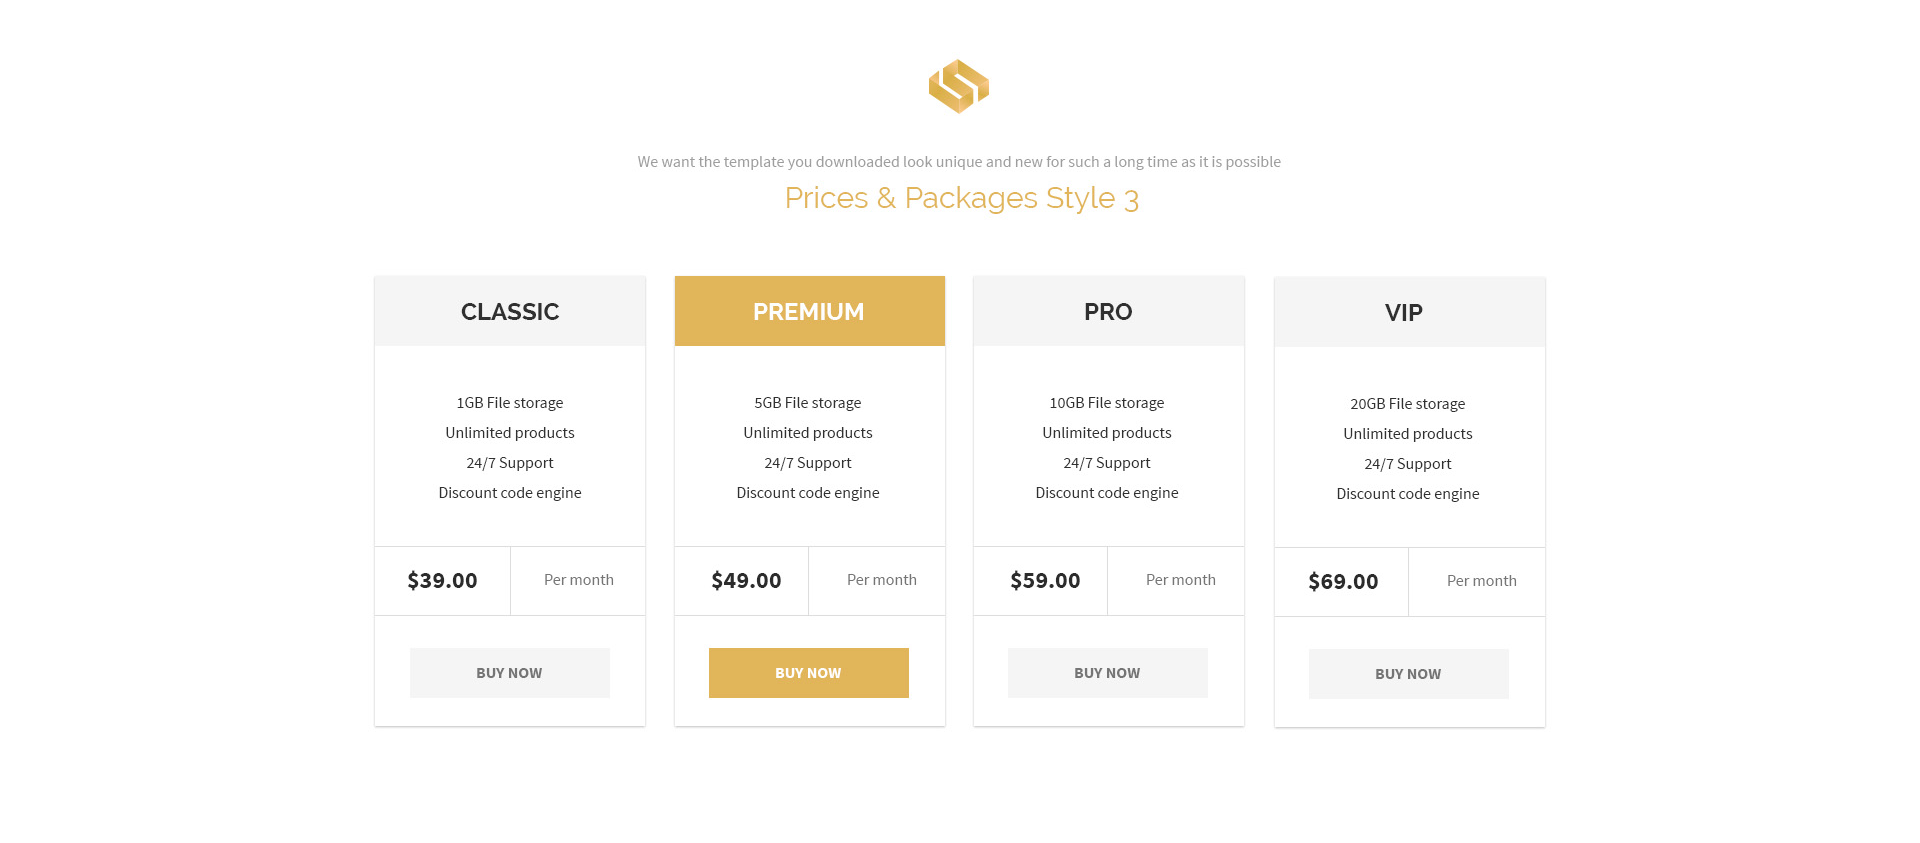 We want the template you downloaded look unique and new for such a long time as it is possible
Prices & Packages Style 3
CLASSIC
1GB File storage
Unlimited products
24/7 Support
Discount code engine
$39.00
Per month
BUY NOW
PREMIUM
5GB File storage
Unlimited products
24/7 Support
Discount code engine
$49.00
Per month
BUY NOW
PRO
10GB File storage
Unlimited products
24/7 Support
Discount code engine
$59.00
Per month
BUY NOW
VIP
20GB File storage
Unlimited products
24/7 Support
Discount code engine
$69.00
Per month
BUY NOW